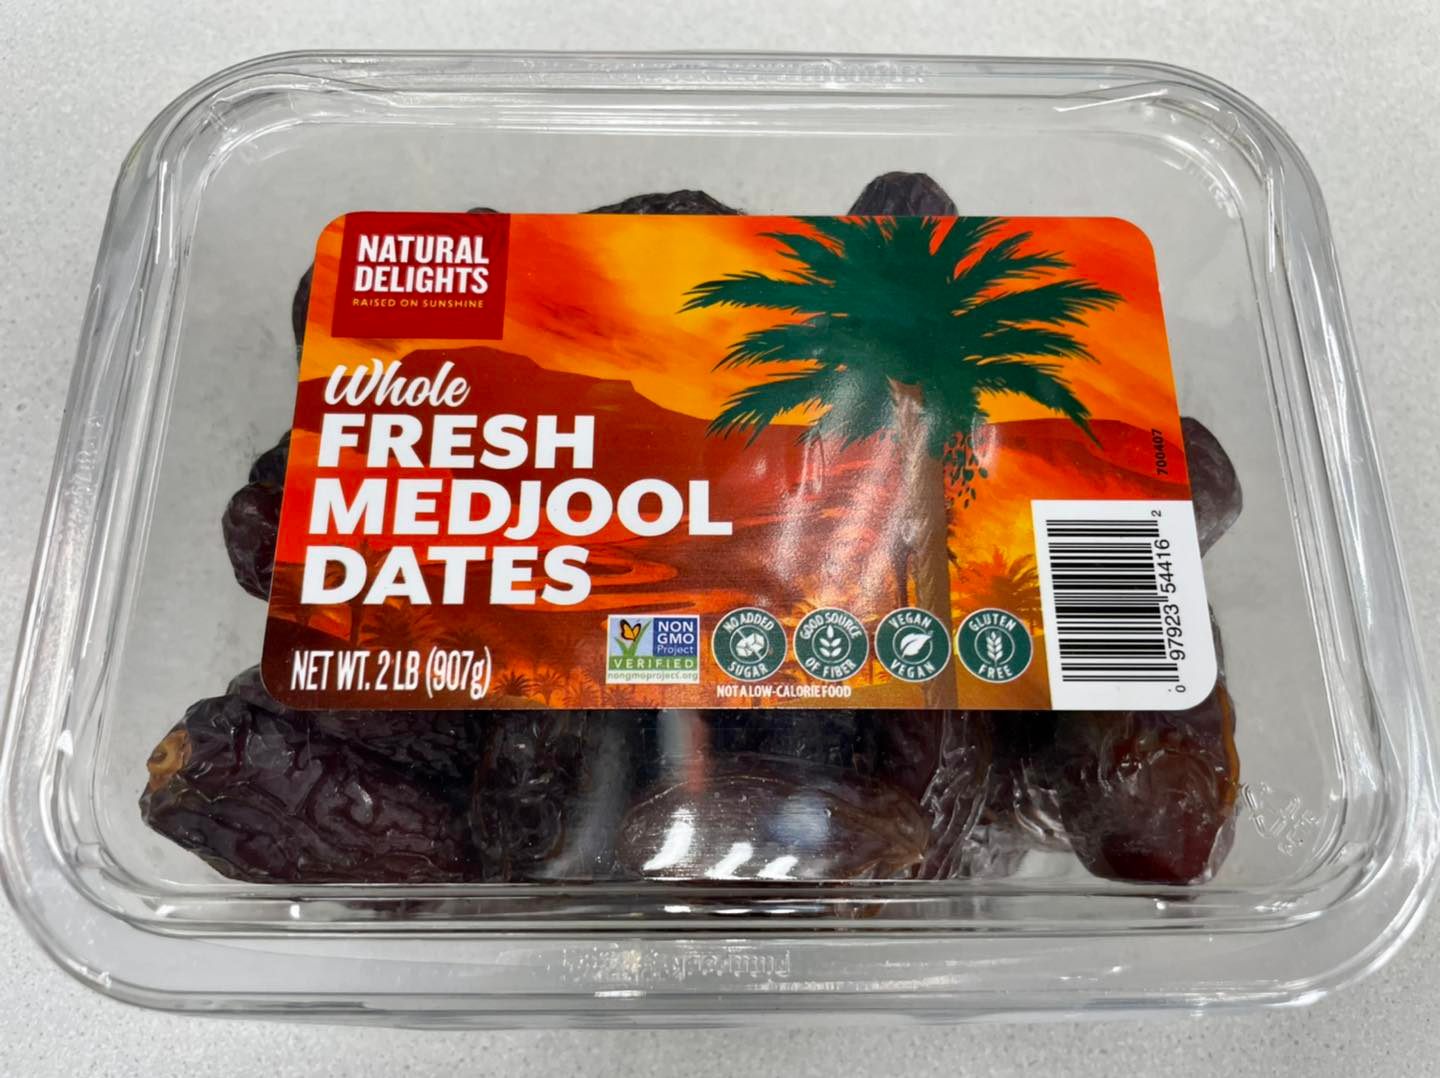 NATURAL
DELIGHTS
RAISED ON SUNSHINE
Whole
FRESH
MEDJOOL
DATES
NET WT. 2 LB (907g)
NON
GMO
Project
VERIFIED
nongmoproject.org
NO ADDED
SUGAR
GOOD SOURCE
OF FIBER
VEGAN
VEGAN
GLUTEN
FREE
NOT A LOW-CALORIE FOOD
700407
0 97923 54416 2